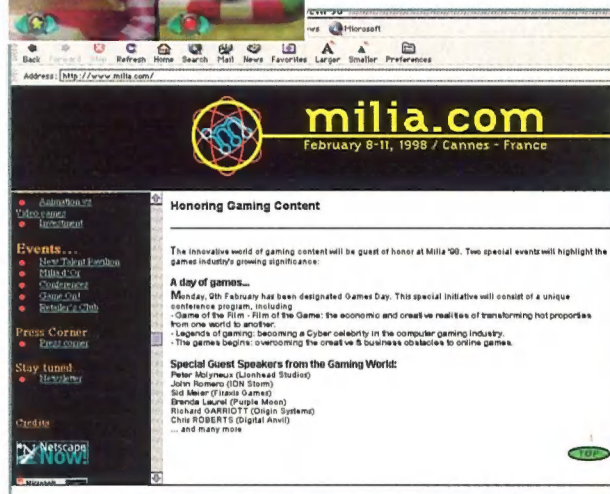 Microsoft
Back Forward Stop Refresh Home Search Mail News Favorites Larger Smaller Preferences
Address: http://www.milia.com/
milia.com
February 8-11, 1998 / Cannes - France
Animation vs
Video games
Investment
Events...
New Talent Pavilion
Milia d'Or
Conferences
Game On!
Retailer's Club
Press Corner
Press corner
Stay tuned
Newsletter
Credits
Netscape
Now!
Microsoft
Honoring Gaming Content
The innovative world of gaming content will be guest of honor at Milia '98. Two special events will highlight the
games industry's growing significance:
A day of games...
Monday, 9th February has been designated Games Day. This special initiative will consist of a unique
conference program, including
- Game of the Film - Film of the Game: the economic and creative realities of transforming hot properties
from one world to another.
- Legends of gaming: becoming a Cyber celebrity in the computer gaming industry.
- The games begins: overcoming the creative & business obstacles to online games.
Special Guest Speakers from the Gaming World:
Peter Molyneux (Lionhead Studios)
John Romero (ION Storm)
Sid Meier (Firaxis Games)
Brenda Laurel (Purple Moon)
Richard GARRIOTT (Origin Systems)
Chris ROBERTS (Digital Anvil)
... and many more
TOP